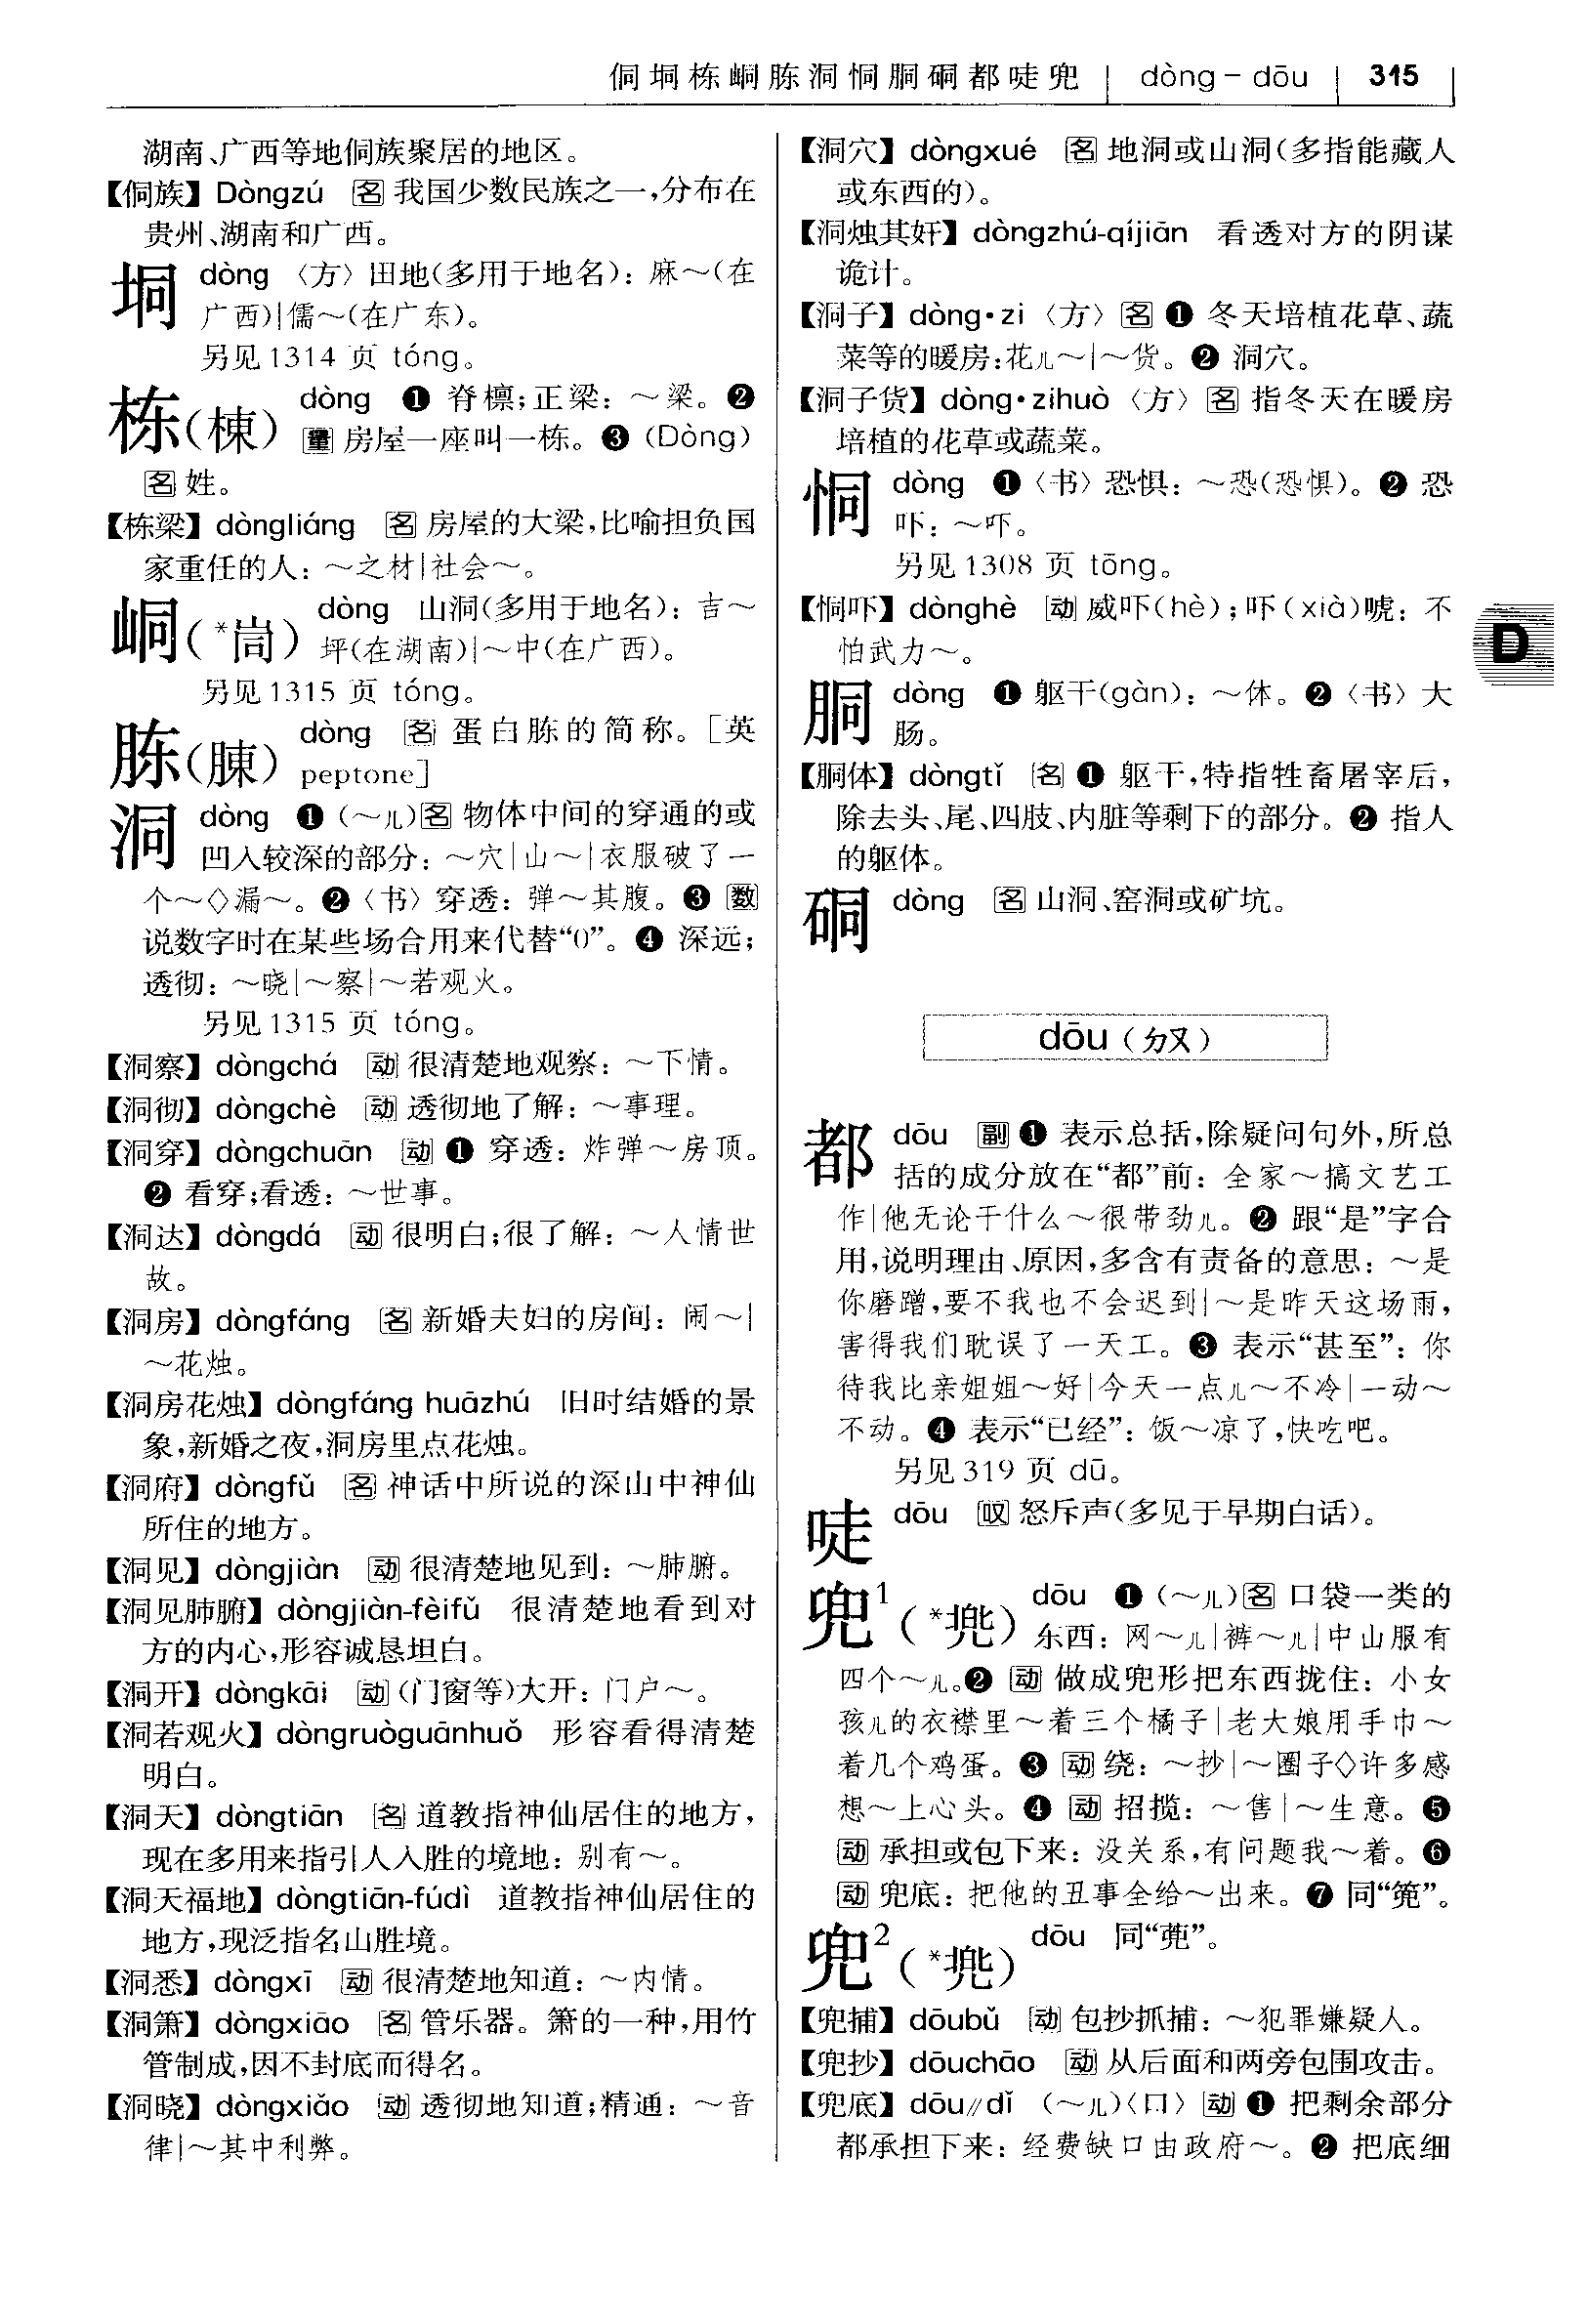 侗垌栋峒胨洞恫胴硐都唗兜 dòng－dōu 315
湖南、广西等地侗族聚居的地区。
【侗族】Dòngzú 名 我国少数民族之一，分布在
贵州、湖南和广西。
垌 dòng 〈方〉田地（多用于地名）：麻～（在
广西）|儒～（在广东）。
另见1314 页 tóng。
栋（棟） dòng ❶ 脊檩；正梁：～梁。❷
量 房屋一座叫一栋。❸（Dòng）
名 姓。
【栋梁】dòngliáng 名 房屋的大梁，比喻担负国
家重任的人：～之材|社会～。
峒（*峝） dòng 山洞（多用于地名）：吉～
坪（在湖南）|～中（在广西）。
另见1315 页 tóng。
胨（腖） dòng 名 蛋白胨的简称。［英
peptone］
洞 dòng ❶（～儿）名 物体中间的穿通的或
凹入较深的部分：～穴|山～|衣服破了一
个～◇漏～。❷〈书〉穿透：弹～其腹。❸ 数
说数字时在某些场合用来代替“0”。❹ 深远；
透彻：～晓|～察|～若观火。
另见1315 页 tóng。
【洞察】dòngchá 动 很清楚地观察：～下情。
【洞彻】dòngchè 动 透彻地了解：～事理。
【洞穿】dòngchuān 动 ❶ 穿透：炸弹～房顶。
❷ 看穿；看透：～世事。
【洞达】dòngdá 动 很明白；很了解：～人情世
故。
【洞房】dòngfáng 名 新婚夫妇的房间：闹～|
～花烛。
【洞房花烛】dòngfáng huāzhú 旧时结婚的景
象，新婚之夜，洞房里点花烛。
【洞府】dòngfǔ 名 神话中所说的深山中神仙
所住的地方。
【洞见】dòngjiàn 动 很清楚地见到：～肺腑。
【洞见肺腑】dòngjiàn-fèifǔ 很清楚地看到对
方的内心，形容诚恳坦白。
【洞开】dòngkāi 动（门窗等）大开：门户～。
【洞若观火】dòngruòguānhuǒ 形容看得清楚
明白。
【洞天】dòngtiān 名 道教指神仙居住的地方，
现在多用来指引人入胜的境地：别有～。
【洞天福地】dòngtiān-fúdì 道教指神仙居住的
地方，现泛指名山胜境。
【洞悉】dòngxī 动 很清楚地知道：～内情。
【洞箫】dòngxiāo 名 管乐器。箫的一种，用竹
管制成，因不封底而得名。
【洞晓】dòngxiǎo 动 透彻地知道；精通：～音
律|～其中利弊。
【洞穴】dòngxué 名 地洞或山洞（多指能藏人
或东西的）。
【洞烛其奸】dòngzhú-qíjiān 看透对方的阴谋
诡计。
【洞子】dòng·zi〈方〉名 ❶ 冬天培植花草、蔬
菜等的暖房：花儿～|～货。❷ 洞穴。
【洞子货】dòng·zihuò〈方〉名 指冬天在暖房
培植的花草或蔬菜。
恫 dòng ❶〈书〉恐惧：～恐（恐惧）。❷ 恐
吓：～吓。
另见1308 页 tōng。
【恫吓】dònghè 动 威吓（hè）；吓（xià）唬：不
怕武力～。
D
胴 dòng ❶ 躯干（gàn）：～体。❷〈书〉大
肠。
【胴体】dòngtǐ 名 ❶ 躯干，特指牲畜屠宰后，
除去头、尾、四肢、内脏等剩下的部分。❷ 指人
的躯体。
硐 dòng 名 山洞、窑洞或矿坑。
dōu（ㄉㄡ）
都 dōu 副 ❶ 表示总括，除疑问句外，所总
括的成分放在“都”前：全家～搞文艺工
作|他无论干什么～很带劲儿。❷ 跟“是”字合
用，说明理由、原因，多含有责备的意思：～是
你磨蹭，要不我也不会迟到|～是昨天这场雨，
害得我们耽误了一天工。❸ 表示“甚至”：你
待我比亲姐姐～好|今天一点儿～不冷|一动～
不动。❹ 表示“已经”：饭～凉了，快吃吧。
另见319 页 dū。
唗 dōu 叹 怒斥声（多见于早期白话）。
兜¹（*兠） dōu ❶（～儿）名 口袋一类的
东西：网～儿|裤～儿|中山服有
四个～儿。❷ 动 做成兜形把东西拢住：小女
孩儿的衣襟里～着三个橘子|老大娘用手巾～
着几个鸡蛋。❸ 动 绕：～抄|～圈子◇许多感
想～上心头。❹ 动 招揽：～售|～生意。❺
动 承担或包下来：没关系，有问题我～着。❻
动 兜底：把他的丑事全给～出来。❼ 同“篼”。
兜²（*兠） dōu 同“蔸”。
【兜捕】dōubǔ 动 包抄抓捕：～犯罪嫌疑人。
【兜抄】dōuchāo 动 从后面和两旁包围攻击。
【兜底】dōu//dǐ （～儿）〈口〉动 ❶ 把剩余部分
都承担下来：经费缺口由政府～。❷ 把底细